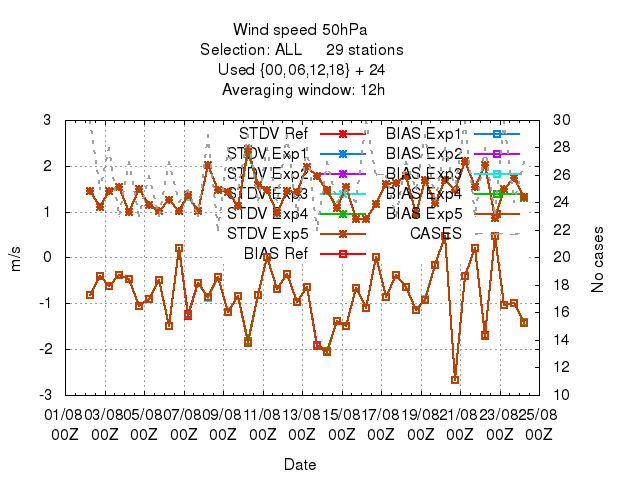 Wind speed 50hPa
Selection: ALL 29 stations
Used {00,06,12,18} + 24
Averaging window: 12h
3
2
1
0
-1
-2
-3
m/s
STDV Ref
STDV Exp1
STDV Exp2
STDV Exp3
STDV Exp4
STDV Exp5
BIAS Ref
BIAS Exp1
BIAS Exp2
BIAS Exp3
BIAS Exp4
BIAS Exp5
CASES
30
28
26
24
22
20
18
16
14
12
10
No cases
01/08 03/08 05/08 07/08 09/08 11/08 13/08 15/08 17/08 19/08 21/08 23/08 25/08
00Z 00Z 00Z 00Z 00Z 00Z 00Z 00Z 00Z 00Z 00Z 00Z 00Z
Date